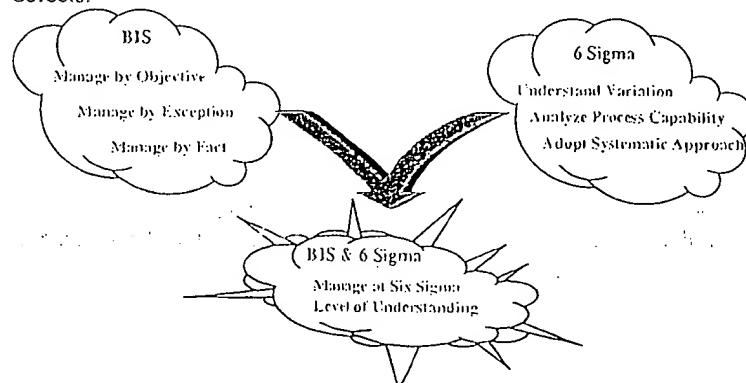 BIS
Manage by Objective
Manage by Exception
Manage by Fact
6 Sigma
Understand Variation
Analyze Process Capability
Adopt Systematic Approach
BIS & 6 Sigma
Manage at Six Sigma
Level of Understanding